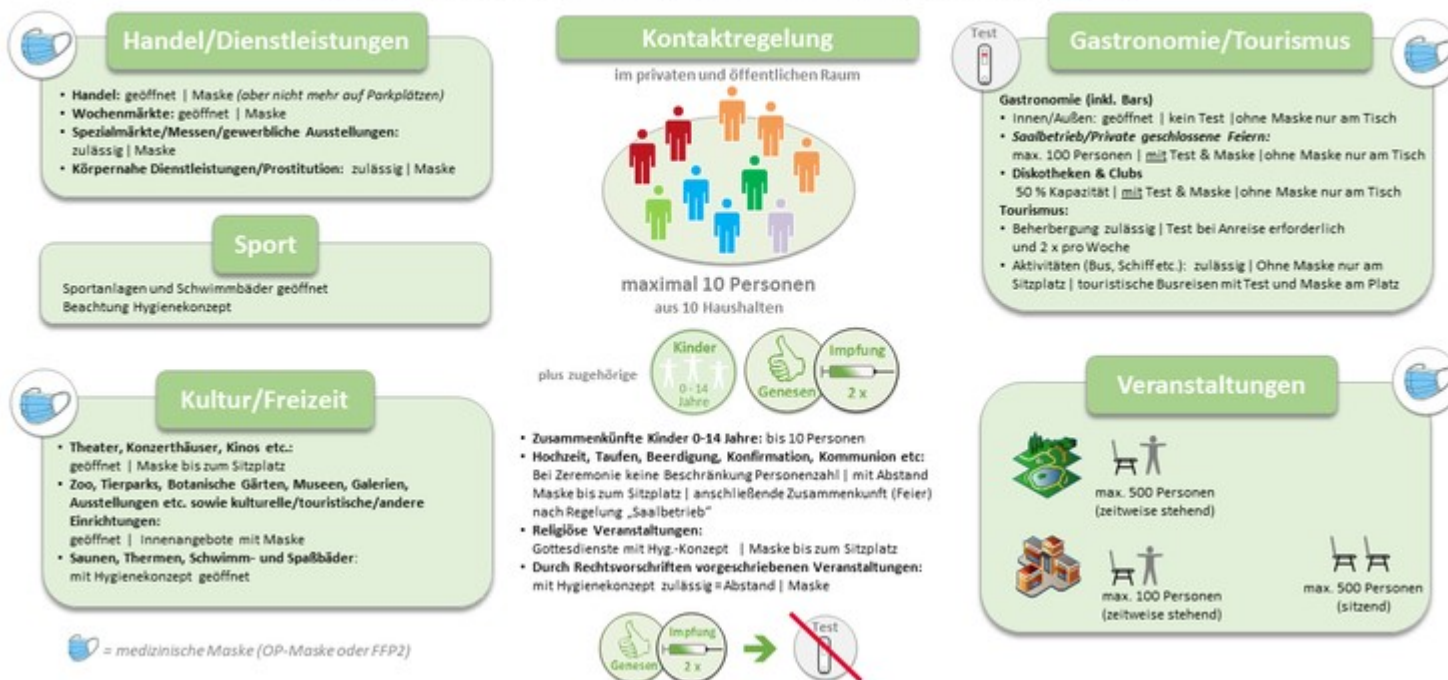 Handel/Dienstleistungen
• Handel: geöffnet | Maske (aber nicht mehr auf Parkplätzen)
• Wochenmärkte: geöffnet | Maske
• Spezialmärkte/Messen/gewerbliche Ausstellungen:
zulässig | Maske
• Körpernahe Dienstleistungen/Prostitution: zulässig | Maske
Sport
Sportanlagen und Schwimmbäder geöffnet
Beachtung Hygienekonzept
Kultur/Freizeit
• Theater, Konzerthäuser, Kinos etc.:
geöffnet | Maske bis zum Sitzplatz
• Zoo, Tierparks, Botanische Gärten, Museen, Galerien,
Ausstellungen etc. sowie kulturelle/touristische/andere
Einrichtungen:
geöffnet | Innenangebote mit Maske
• Saunen, Thermen, Schwimm- und Spaßbäder:
mit Hygienekonzept geöffnet
= medizinische Maske (OP-Maske oder FFP2)
Kontaktregelung
im privaten und öffentlichen Raum
maximal 10 Personen
aus 10 Haushalten
plus zugehörige
Kinder
0 - 14
Jahre
Genesen
Impfung
2 x
• Zusammenkünfte Kinder 0-14 Jahre: bis 10 Personen
• Hochzeit, Taufen, Beerdigung, Konfirmation, Kommunion etc:
Bei Zeremonie keine Beschränkung Personenzahl | mit Abstand
Maske bis zum Sitzplatz | anschließende Zusammenkunft (Feier)
nach Regelung „Saalbetrieb"
• Religiöse Veranstaltungen:
Gottesdienste mit Hyg.-Konzept | Maske bis zum Sitzplatz
• Durch Rechtsvorschriften vorgeschriebenen Veranstaltungen:
mit Hygienekonzept zulässig = Abstand | Maske
Genesen
Impfung
2 x
Test
Test
Gastronomie/Tourismus
Gastronomie (inkl. Bars)
• Innen/Außen: geöffnet | kein Test |ohne Maske nur am Tisch
• Saalbetrieb/Private geschlossene Feiern:
max. 100 Personen | mit Test & Maske |ohne Maske nur am Tisch
• Diskotheken & Clubs
50 % Kapazität | mit Test & Maske |ohne Maske nur am Tisch
Tourismus:
• Beherbergung zulässig | Test bei Anreise erforderlich
und 2 x pro Woche
• Aktivitäten (Bus, Schiff etc.): zulässig | Ohne Maske nur am
Sitzplatz | touristische Busreisen mit Test und Maske am Platz
Veranstaltungen
max. 500 Personen
(zeitweise stehend)
max. 100 Personen
(zeitweise stehend)
max. 500 Personen
(sitzend)